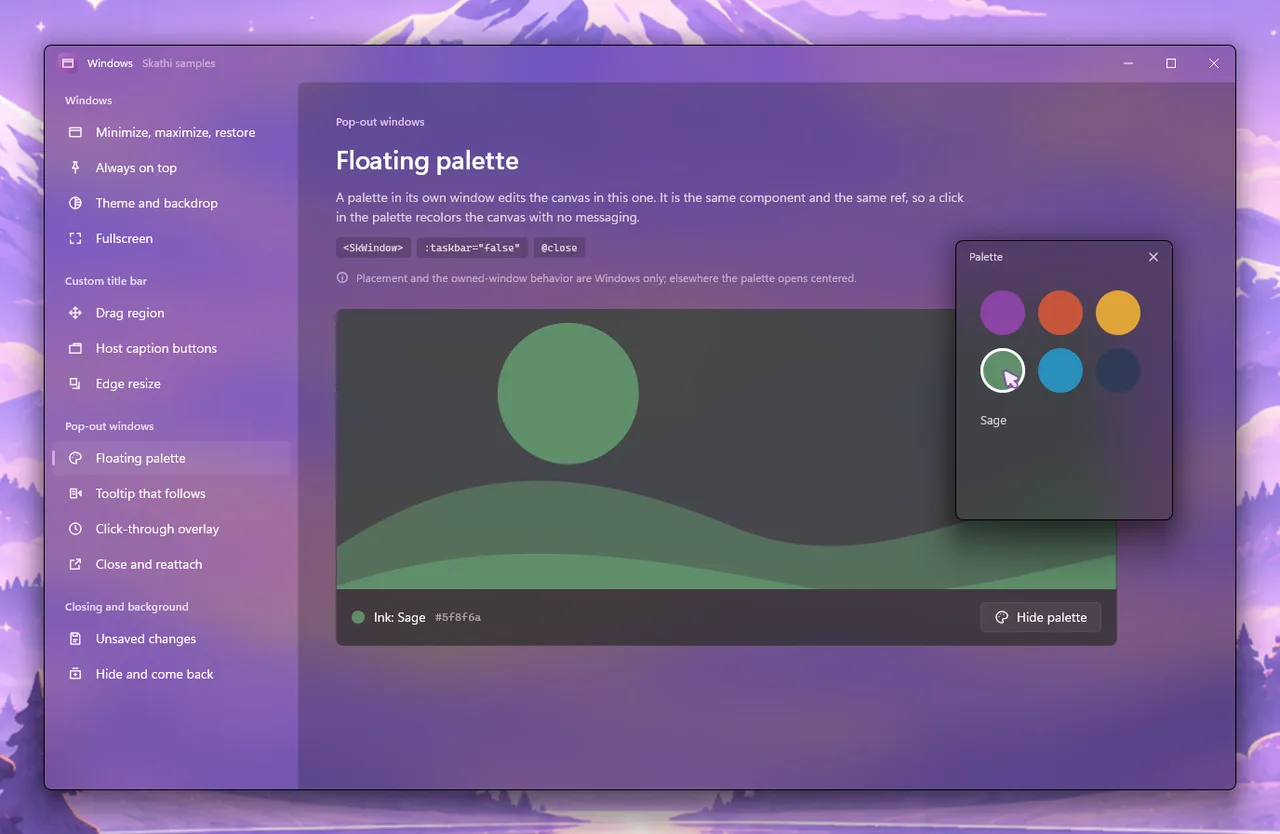 Windows Skathi samples
Windows
Minimize, maximize, restore
Always on top
Theme and backdrop
Fullscreen
Custom title bar
Drag region
Host caption buttons
Edge resize
Pop-out windows
Floating palette
Tooltip that follows
Click-through overlay
Close and reattach
Closing and background
Unsaved changes
Hide and come back
Pop-out windows
Floating palette
A palette in its own window edits the canvas in this one. It is the same component and the same ref, so a click
in the palette recolors the canvas with no messaging.
<SkWindow> :taskbar="false" @close
Placement and the owned-window behavior are Windows only; elsewhere the palette opens centered.
Palette
Sage
Ink: Sage #5f8f6a
Hide palette